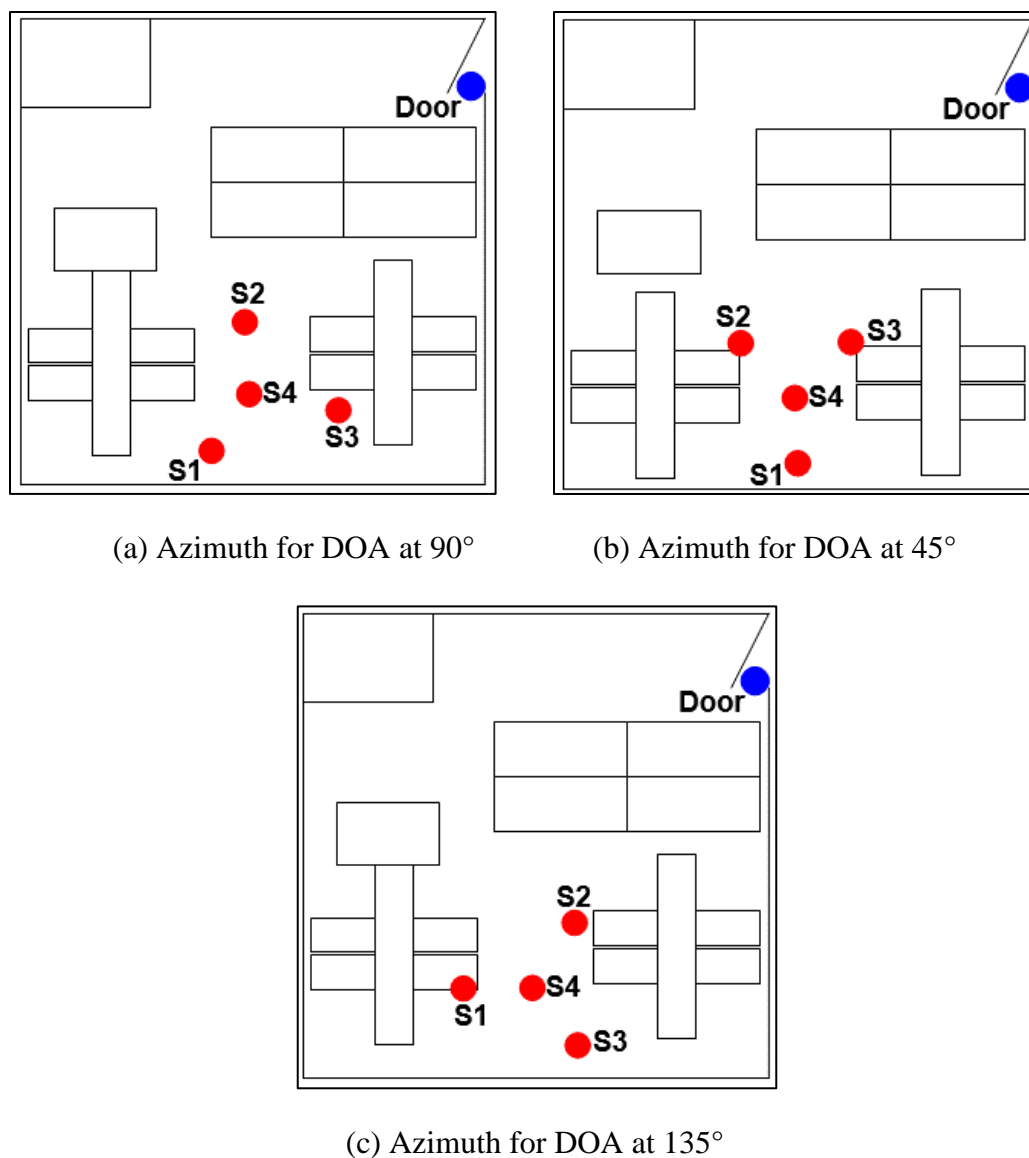 Door
S2
S4
S3
S1
(a) Azimuth for DOA at 90°
Door
S2
S3
S4
S1
(b) Azimuth for DOA at 45°
Door
S2
S4
S1
S3
(c) Azimuth for DOA at 135°